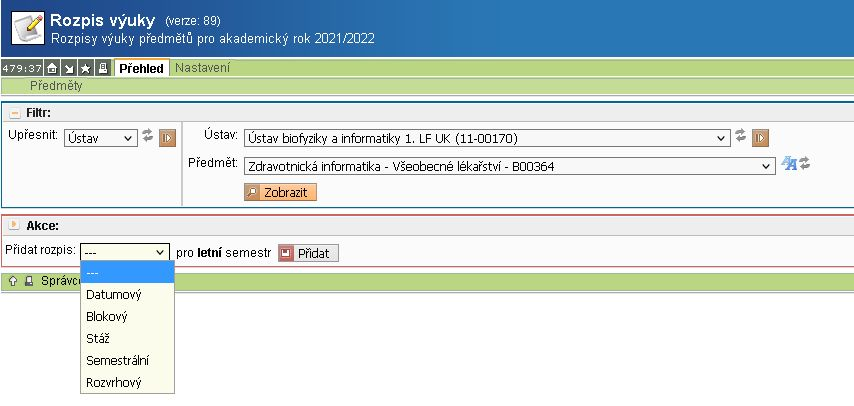 Rozpis výuky (verze: 89)
Rozpisy výuky předmětů pro akademický rok 2021/2022
479:37 Přehled Nastavení
Předměty
Filtr:
Upřesnit: Ústav Ústav: Ústav biofyziky a informatiky 1. LF UK (11-00170)
Předmět: Zdravotnická informatika - Všeobecné lékařství - B00364
Zobrazit
Akce:
Přidat rozpis: --- pro letní semestr Přidat
---
Správce
Datumový
Blokový
Stáž
Semestrální
Rozvrhový